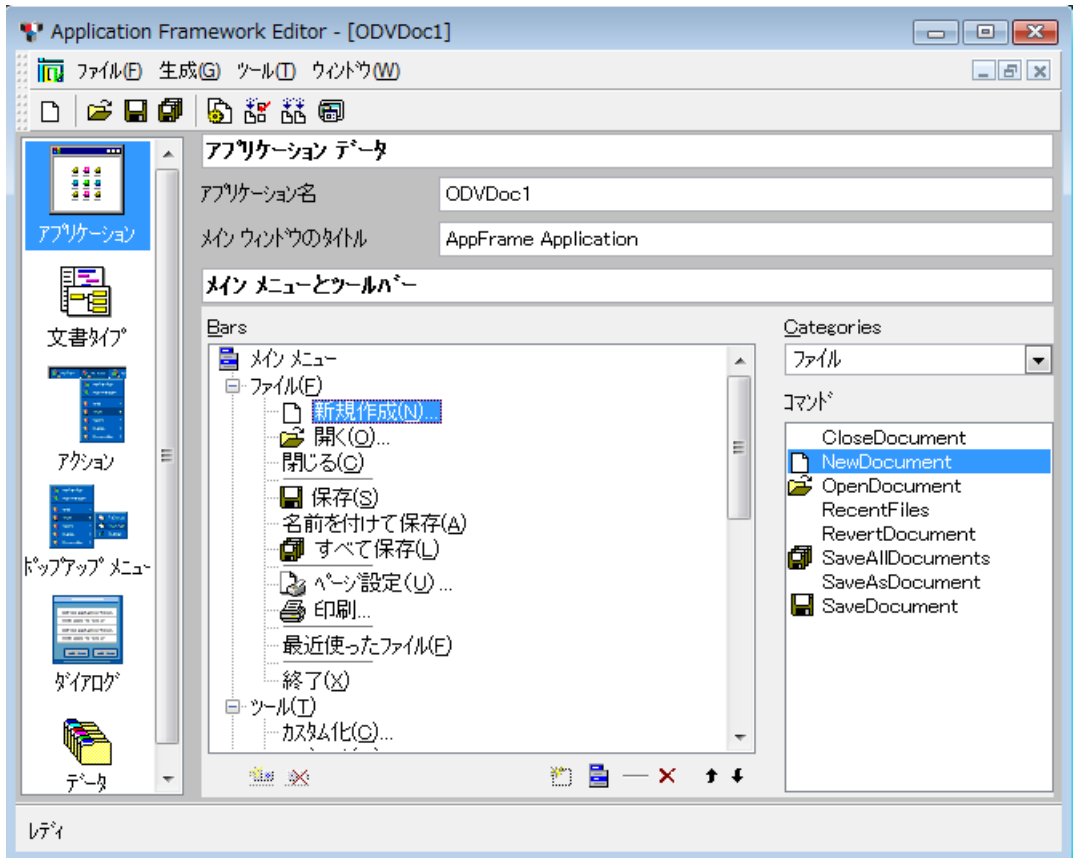 Application Framework Editor - [ODVDoc1]
ファイル(F) 生成(G) ツール(T) ウィンドウ(W)
アプリケーション データ
アプリケーション名 ODVDoc1
メイン ウィンドウのタイトル AppFrame Application
メイン メニューとツールバー
アプリケーション
文書タイプ
アクション
ポップアップ メニュー
ダイアログ
データ
Bars
メイン メニュー
ファイル(F)
新規作成(N)...
開く(O)...
閉じる(C)
保存(S)
名前を付けて保存(A)
すべて保存(L)
ページ設定(U) ...
印刷...
最近使ったファイル(F)
終了(X)
ツール(T)
カスタム化(C)...
Categories
ファイル
コマンド
CloseDocument
NewDocument
OpenDocument
RecentFiles
RevertDocument
SaveAllDocuments
SaveAsDocument
SaveDocument
レディ